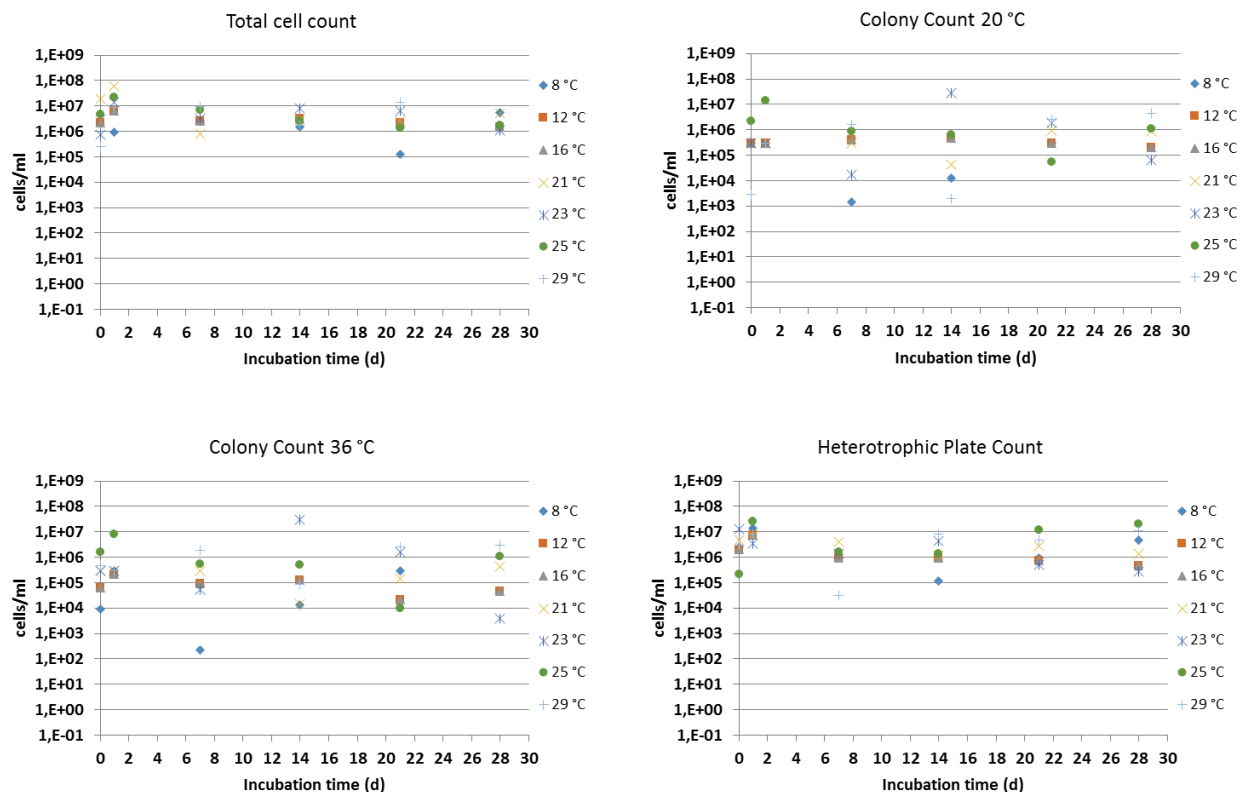 Total cell count
1,E+09
1,E+08
1,E+07
1,E+06
1,E+05
1,E+04
1,E+03
1,E+02
1,E+01
1,E+00
1,E-01
cells/ml
0 2 4 6 8 10 12 14 16 18 20 22 24 26 28 30
Incubation time (d)
8 °C
12 °C
16 °C
21 °C
23 °C
25 °C
29 °C
Colony Count 20 °C
1,E+09
1,E+08
1,E+07
1,E+06
1,E+05
1,E+04
1,E+03
1,E+02
1,E+01
1,E+00
1,E-01
cells/ml
0 2 4 6 8 10 12 14 16 18 20 22 24 26 28 30
Incubation time (d)
8 °C
12 °C
16 °C
21 °C
23 °C
25 °C
29 °C
Colony Count 36 °C
1,E+09
1,E+08
1,E+07
1,E+06
1,E+05
1,E+04
1,E+03
1,E+02
1,E+01
1,E+00
1,E-01
cells/ml
0 2 4 6 8 10 12 14 16 18 20 22 24 26 28 30
Incubation time (d)
8 °C
12 °C
16 °C
21 °C
23 °C
25 °C
29 °C
Heterotrophic Plate Count
1,E+09
1,E+08
1,E+07
1,E+06
1,E+05
1,E+04
1,E+03
1,E+02
1,E+01
1,E+00
1,E-01
cells/ml
0 2 4 6 8 10 12 14 16 18 20 22 24 26 28 30
Incubation time (d)
8 °C
12 °C
16 °C
21 °C
23 °C
25 °C
29 °C